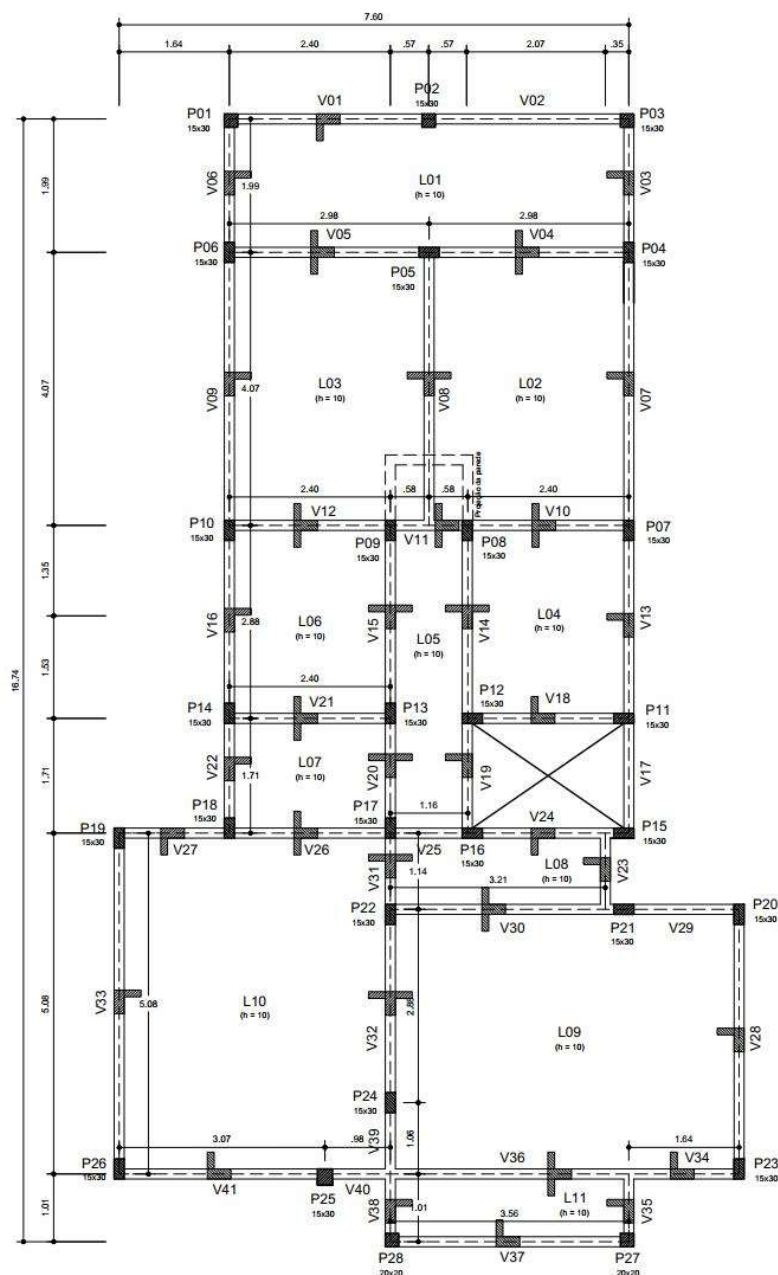 7.60
1.64 2.40 .57 .57 2.07 .35
P02
15x30
P01 V01 V02 P03
15x30 15x30
1.99 V06 1.99 L01 V03
(h = 10)
2.98 2.98
P06 V05 V04 P04
15x30 15x30
P05
15x30
4.07 V09 4.07 L03 V08 L02 V07
(h = 10) (h = 10)
Projeção da parede
2.40 .58 .58 2.40
P10 V12 V11 V10 P07
15x30 15x30
P09 P08
15x30 15x30
16.74
1.35
V16 2.88 L06 V15 L05 V14 L04 V13
(h = 10) (h = 10) (h = 10)
1.53
2.40
P14 V21 P13 P12 V18 P11
15x30 15x30 15x30 15x30
1.71 V22 1.71 L07 V20 V19 V17
(h = 10)
1.16
P19 P18 P17 V24 P15
15x30 15x30 15x30 15x30
V27 V26 V25 P16
15x30
V31 1.14 L08 V23
(h = 10)
3.21
P22 V30 P21 V29 P20
15x30 15x30 15x30
5.08 V33 5.08 L10 V32 2.88 L09 V28
(h = 10) (h = 10)
P24
15x30
V39 1.06
3.07 .98 1.64
P26 V41 P25 V40 V36 V34 P23
15x30 15x30 15x30
1.01 V38 1.01 3.56 L11 V35
(h = 10)
P28 V37 P27
20x20 20x20